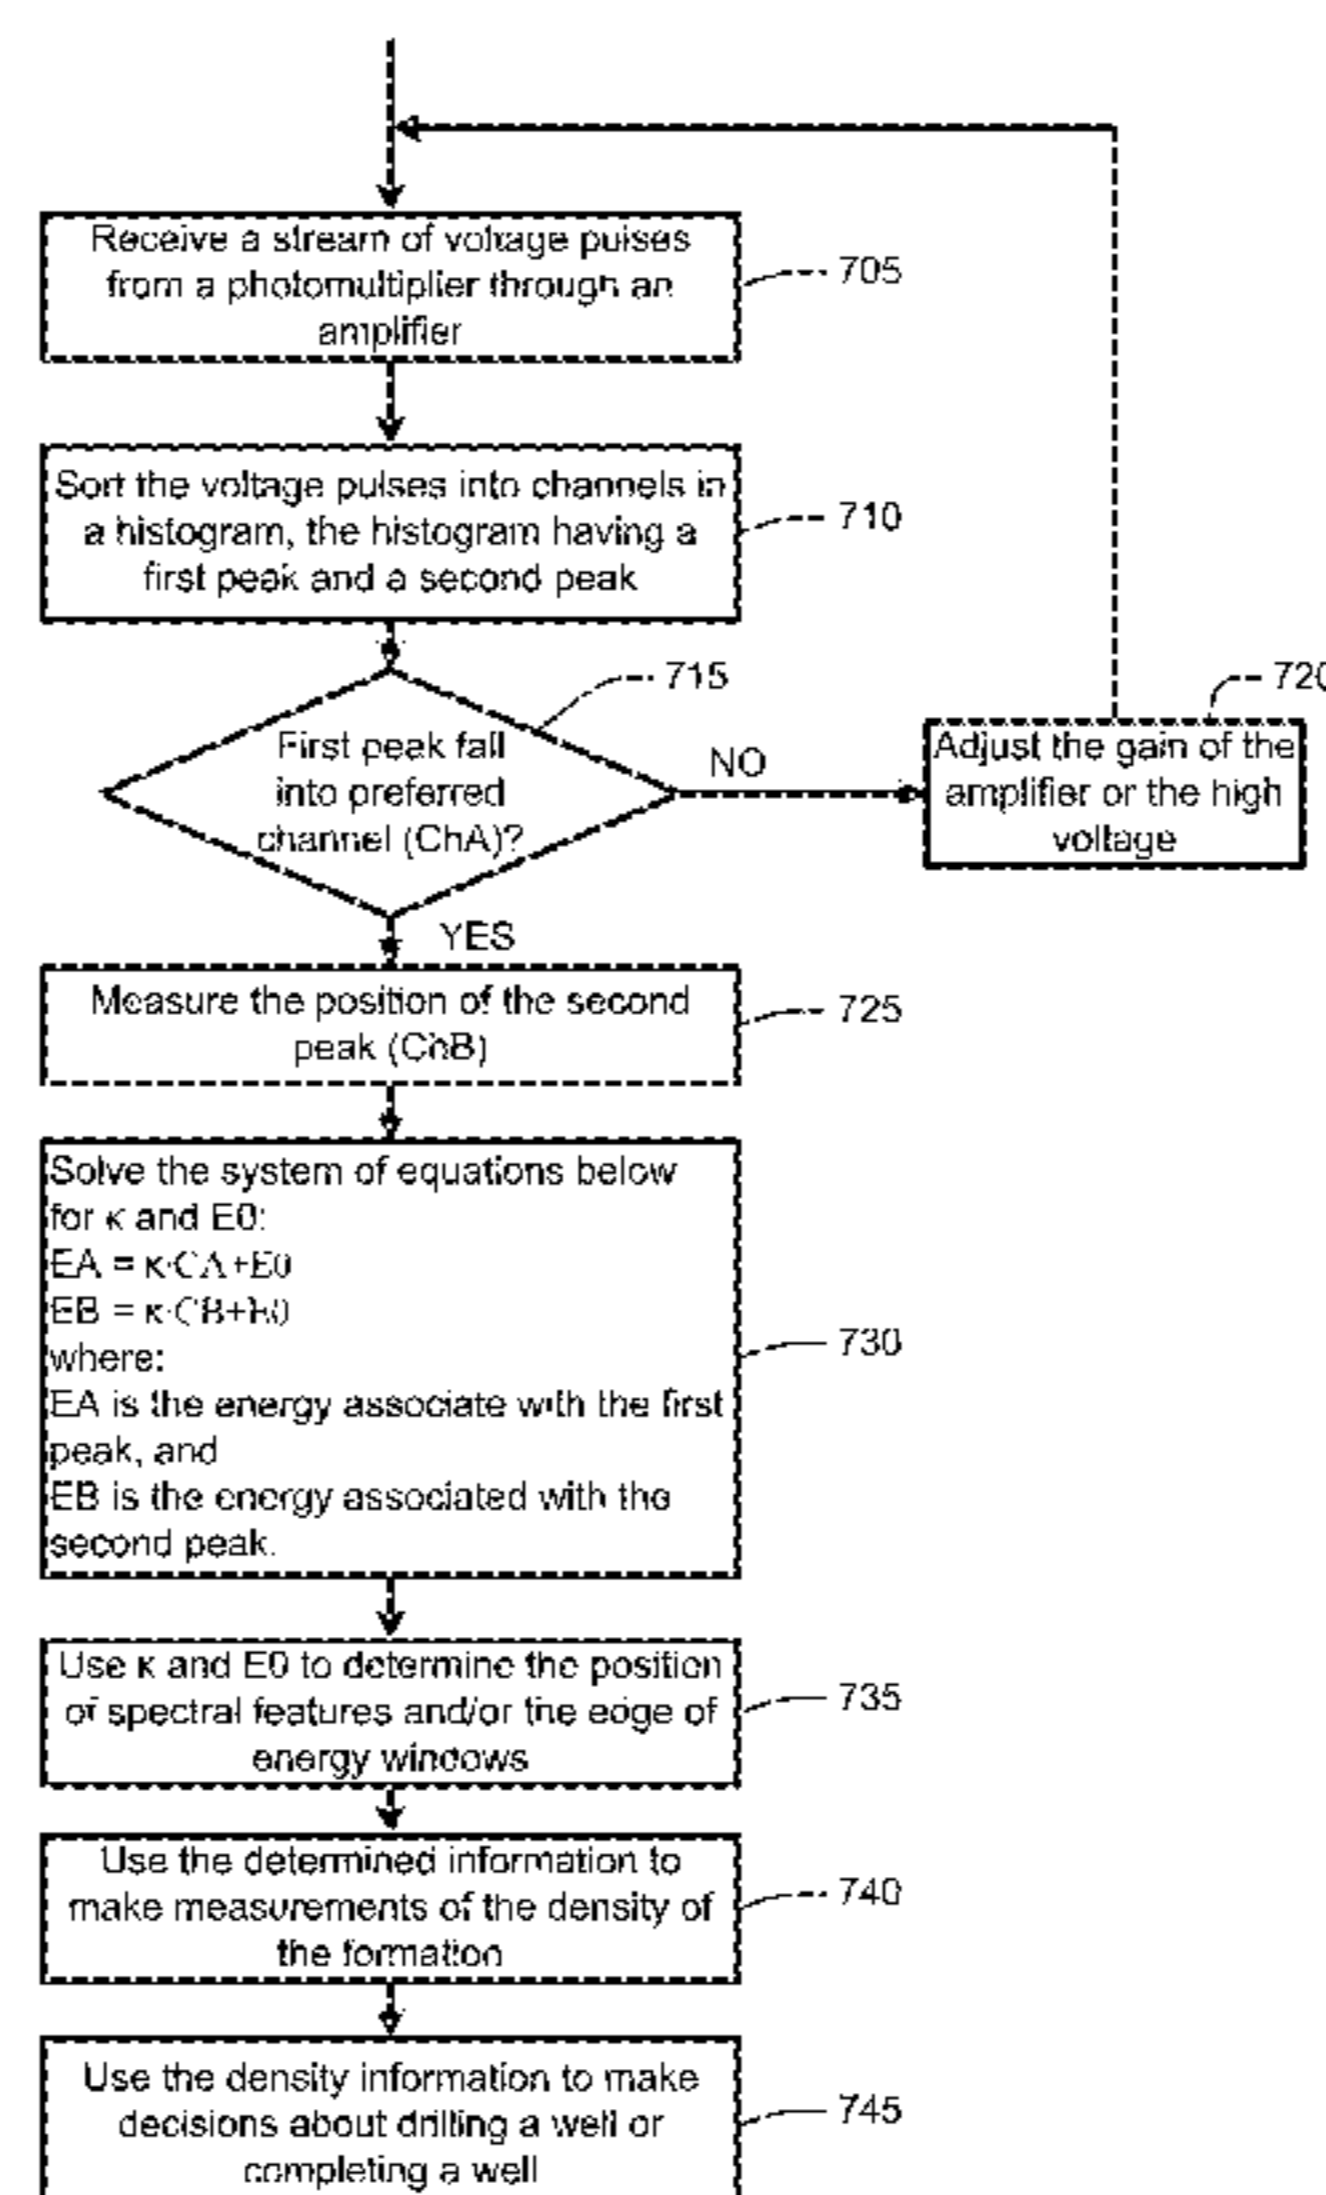 Receive a stream of voltage pulses
from a photomultiplier through an
amplifier
705
Sort the voltage pulses into channels in
a histogram, the histogram having a
first peak and a second peak
710
715
First peak fall
into preferred
channel (ChA)?
NO
720
Adjust the gain of the
amplifier or the high
voltage
YES
Measure the position of the second
peak (ChB)
725
Solve the system of equations below
for κ and E0:
EA = κ·CA+E0
EB = κ·CB+E0
where:
EA is the energy associate with the first
peak, and
EB is the energy associated with the
second peak.
730
Use κ and E0 to determine the position
of spectral features and/or the edge of
energy windows
735
Use the determined information to
make measurements of the density of
the formation
740
Use the density information to make
decisions about drilling a well or
completing a well
745